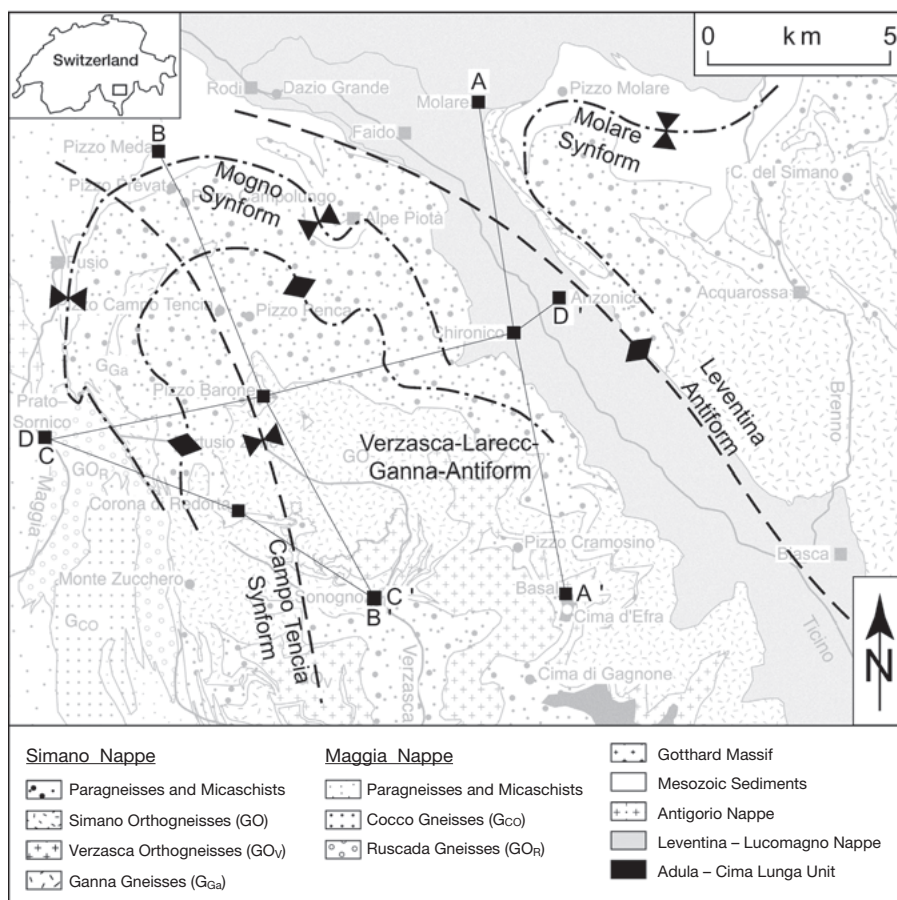 Switzerland
0 km 5
A
Molare
Pizzo Molare
Rodi
Dazio Grande
Faido
Molare
Synform
B
Pizzo Meda
C. del Simano
Mogno
Synform
Pizzo Prevat
Campolungo
Alpe Piotà
Fusio
Pizzo Campo Tencia
Pizzo Penca
Anzonico
D'
Acquarossa
Chironico
Leventina
Antiform
Brenno
GGa
Prato
Sornico
Pizzo Barone
D
C
Verzasca-Larecc-
Ganna-Antiform
GO
GOR
Maggia
Corona di Redorta
Campo Tencia
Synform
Pizzo Cramosino
Biasca
Monte Zucchero
Basal
A'
Cima d'Efra
C'
B'
GCO
Verzasca
Cima di Gagnone
Ticino
N
Simano Nappe
Paragneisses and Micaschists
Simano Orthogneisses (GO)
Verzasca Orthogneisses (GOV)
Ganna Gneisses (GGa)
Maggia Nappe
Paragneisses and Micaschists
Cocco Gneisses (GCO)
Ruscada Gneisses (GOR)
Gotthard Massif
Mesozoic Sediments
Antigorio Nappe
Leventina – Lucomagno Nappe
Adula – Cima Lunga Unit